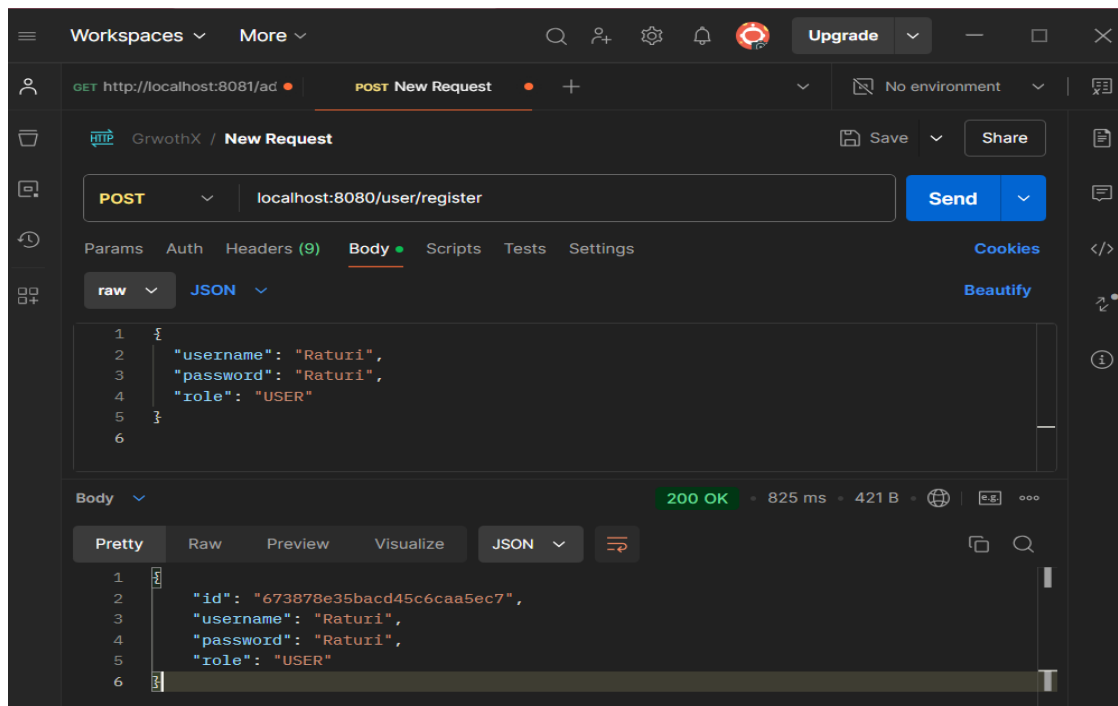 Workspaces More Upgrade
GET http://localhost:8081/ad POST New Request No environment
HTTP GrwothX / New Request Save Share
POST localhost:8080/user/register Send
Params Auth Headers (9) Body Scripts Tests Settings Cookies
raw JSON Beautify
1 {
2 "username": "Raturi",
3 "password": "Raturi",
4 "role": "USER"
5 }
6
Body 200 OK 825 ms 421 B e.g.
Pretty Raw Preview Visualize JSON
1 {
2 "id": "673878e35bacd45c6caa5ec7",
3 "username": "Raturi",
4 "password": "Raturi",
5 "role": "USER"
6 }